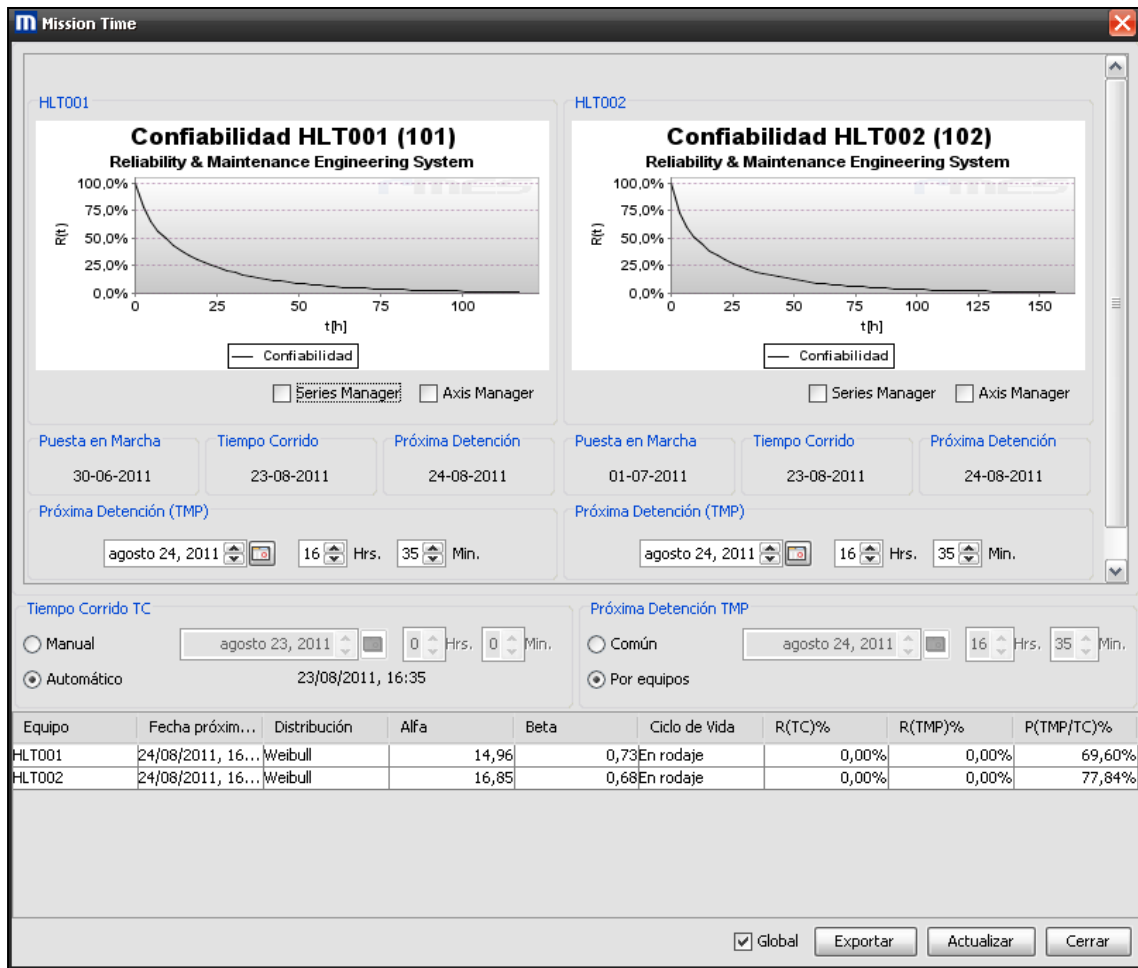 m Mission Time
HLT001
Confiabilidad HLT001 (101)
Reliability & Maintenance Engineering System
rmes
100,0%
75,0%
50,0%
25,0%
0,0%
R(t)
0 25 50 75 100
t[h]
Confiabilidad
Series Manager Axis Manager
HLT002
Confiabilidad HLT002 (102)
Reliability & Maintenance Engineering System
rmes
100,0%
75,0%
50,0%
25,0%
0,0%
R(t)
0 25 50 75 100 125 150
t[h]
Confiabilidad
Series Manager Axis Manager
Puesta en Marcha Tiempo Corrido Próxima Detención Puesta en Marcha Tiempo Corrido Próxima Detención
30-06-2011 23-08-2011 24-08-2011 01-07-2011 23-08-2011 24-08-2011
Próxima Detención (TMP) Próxima Detención (TMP)
agosto 24, 2011 16 Hrs. 35 Min. agosto 24, 2011 16 Hrs. 35 Min.
Tiempo Corrido TC Próxima Detención TMP
Manual agosto 23, 2011 0 Hrs. 0 Min. Común agosto 24, 2011 16 Hrs. 35 Min.
Automático 23/08/2011, 16:35 Por equipos
Equipo Fecha próxim... Distribución Alfa Beta Ciclo de Vida R(TC)% R(TMP)% P(TMP/TC)%
HLT001 24/08/2011, 16... Weibull 14,96 0,73 En rodaje 0,00% 0,00% 69,60%
HLT002 24/08/2011, 16... Weibull 16,85 0,68 En rodaje 0,00% 0,00% 77,84%
Global Exportar Actualizar Cerrar